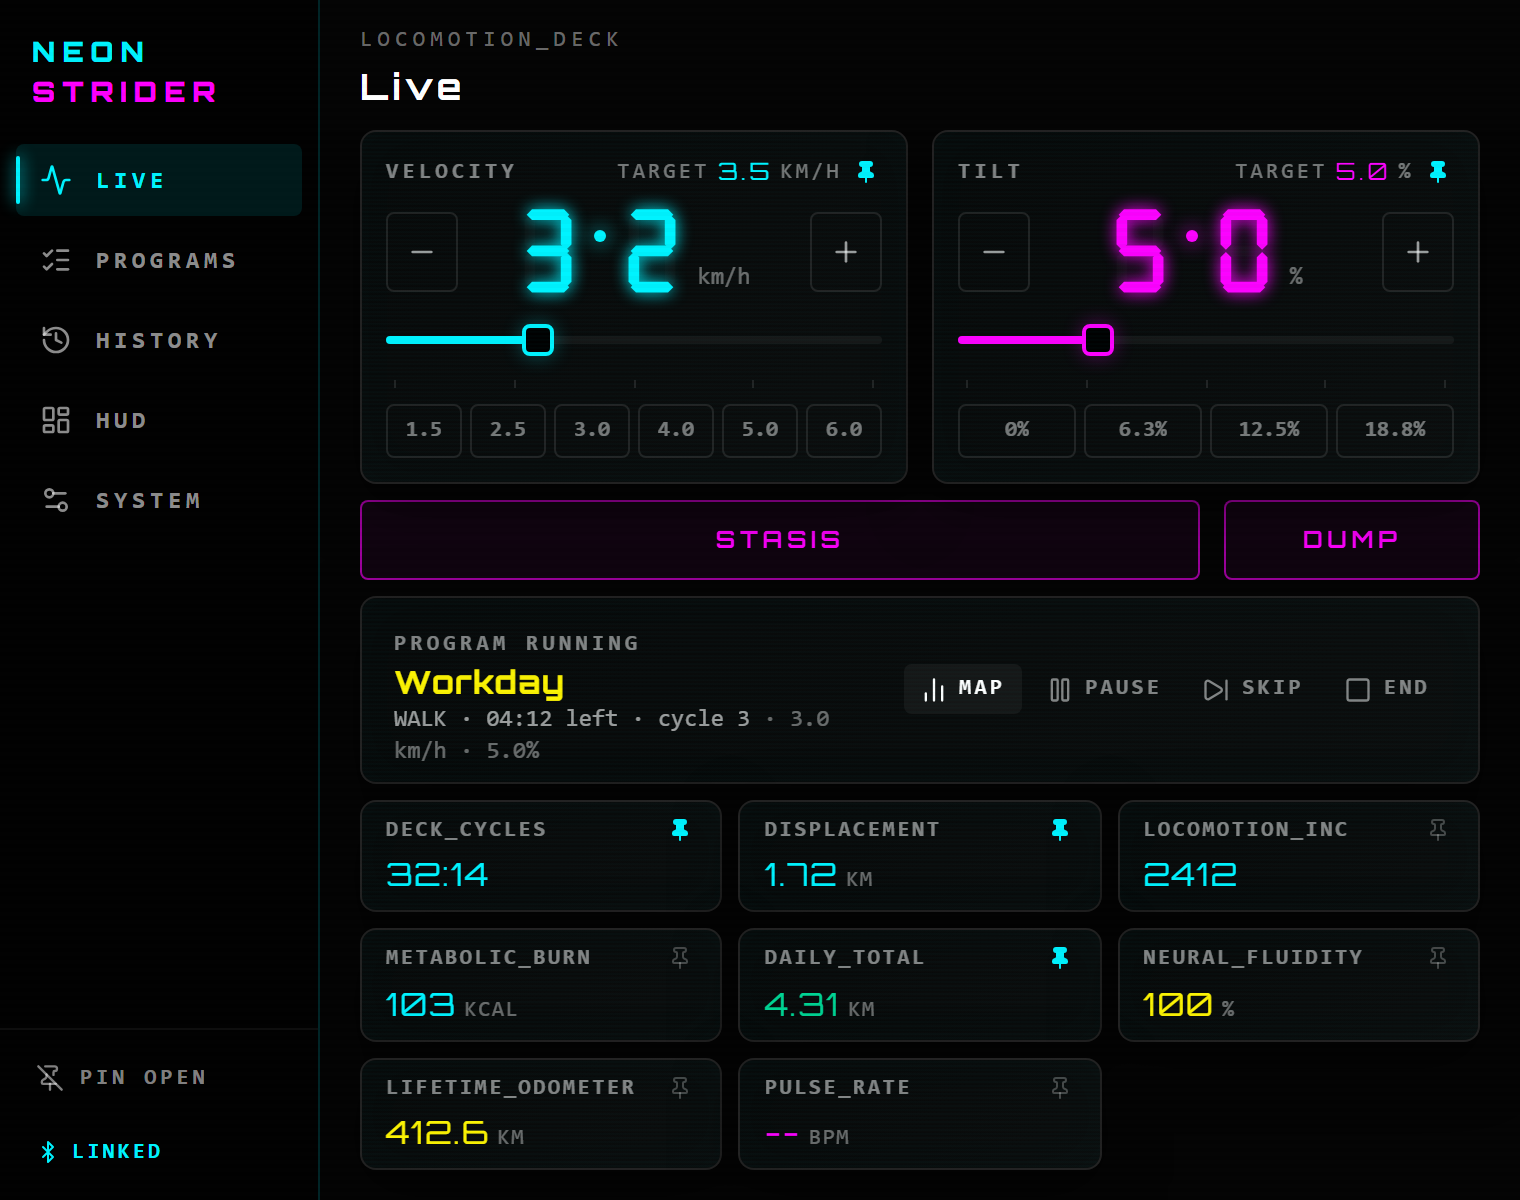 NEON
STRIDER
LIVE
PROGRAMS
HISTORY
HUD
SYSTEM
PIN OPEN
LINKED
LOCOMOTION_DECK
Live
VELOCITY
TARGET 3.5 KM/H
3.2 km/h
1.5 2.5 3.0 4.0 5.0 6.0
TILT
TARGET 5.0 %
5.0 %
0% 6.3% 12.5% 18.8%
STASIS
DUMP
PROGRAM RUNNING
Workday
WALK · 04:12 left · cycle 3 · 3.0
km/h · 5.0%
MAP PAUSE SKIP END
DECK_CYCLES
32:14
DISPLACEMENT
1.72 KM
LOCOMOTION_INC
2412
METABOLIC_BURN
103 KCAL
DAILY_TOTAL
4.31 KM
NEURAL_FLUIDITY
100 %
LIFETIME_ODOMETER
412.6 KM
PULSE_RATE
-- BPM